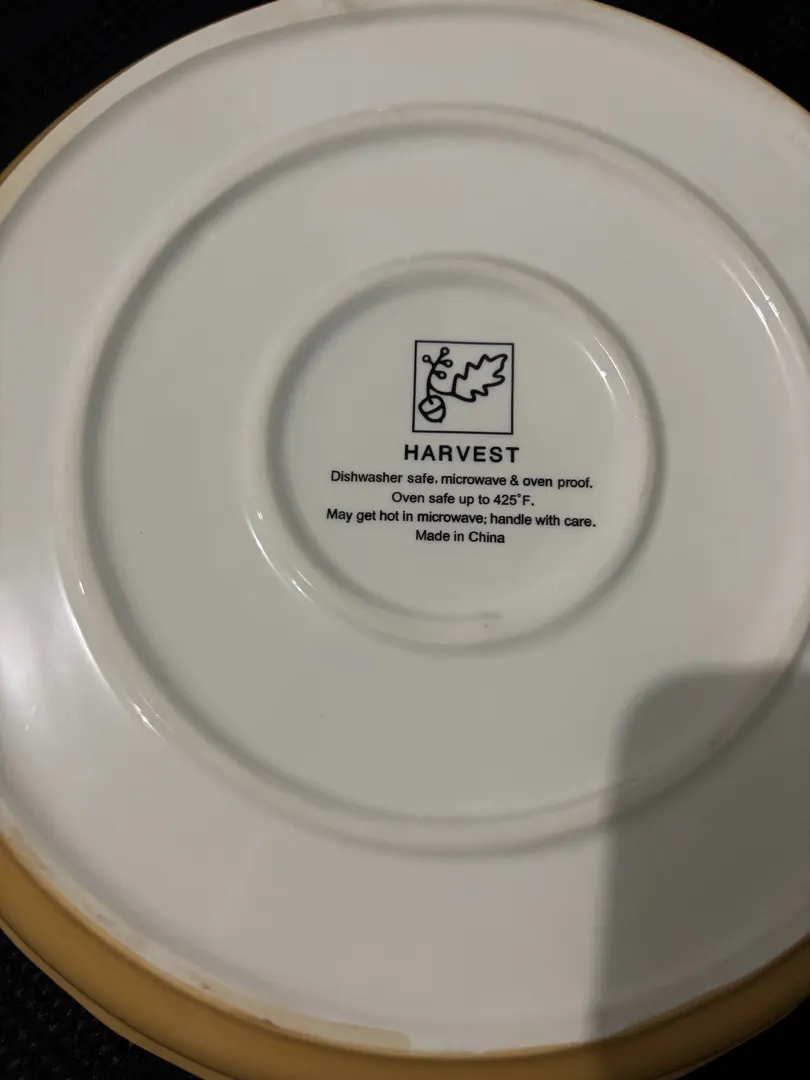 HARVEST
Dishwasher safe, microwave & oven proof.
Oven safe up to 425°F.
May get hot in microwave; handle with care.
Made in China